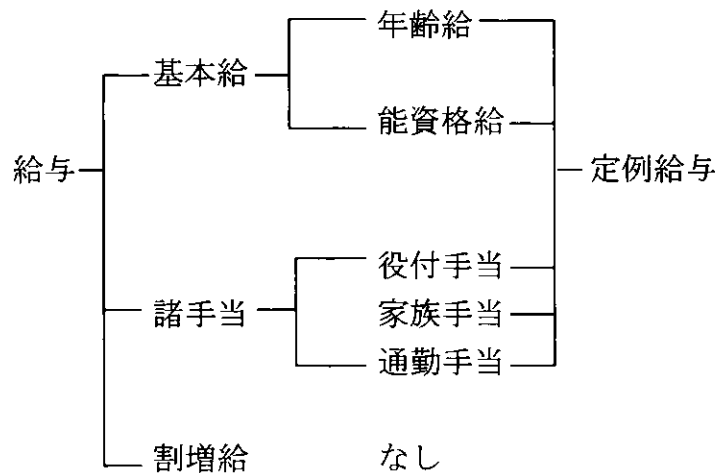 年齢給
基本給
能資格給
給与
定例給与
役付手当
諸手当
家族手当
通勤手当
割増給 なし